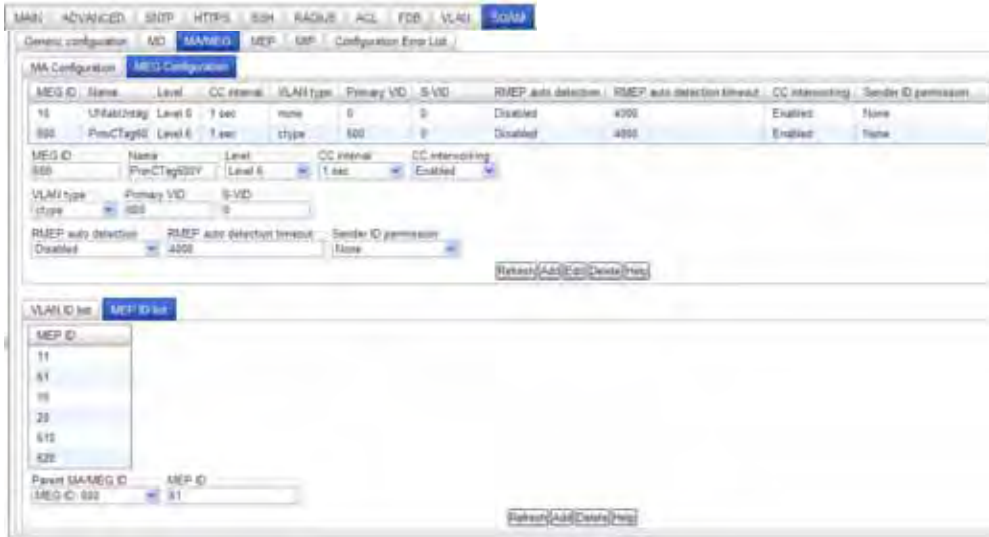 MAIN ADVANCED SNTP HTTPS SSH RADIUS ACL FDB VLAN SOAM
Generic configuration MD MA/MEG MEP MIP Configuration Error List
MA Configuration MEG Configuration
MEG ID Name Level CC interval VLAN type Primary VID S-VID RMEP auto detection RMEP auto detection timeout CC interworking Sender ID permission
Level 6 1 sec none 0 0 Disabled 4000 Enabled None
600 Level 6 1 sec ctype 600 0 Disabled 4000 Enabled None
MEG ID Name Level CC interval CC interworking
600 Level 6 1 sec Enabled
VLAN type Primary VID S-VID
ctype 600 0
RMEP auto detection RMEP auto detection timeout Sender ID permission
Disabled 4000 None
Refresh Add Edit Delete Help
VLAN ID list MEP ID list
MEP ID
11
61
20
610
620
Parent MA/MEG ID MEP ID
MEG ID: 600 61
Refresh Add Delete Help